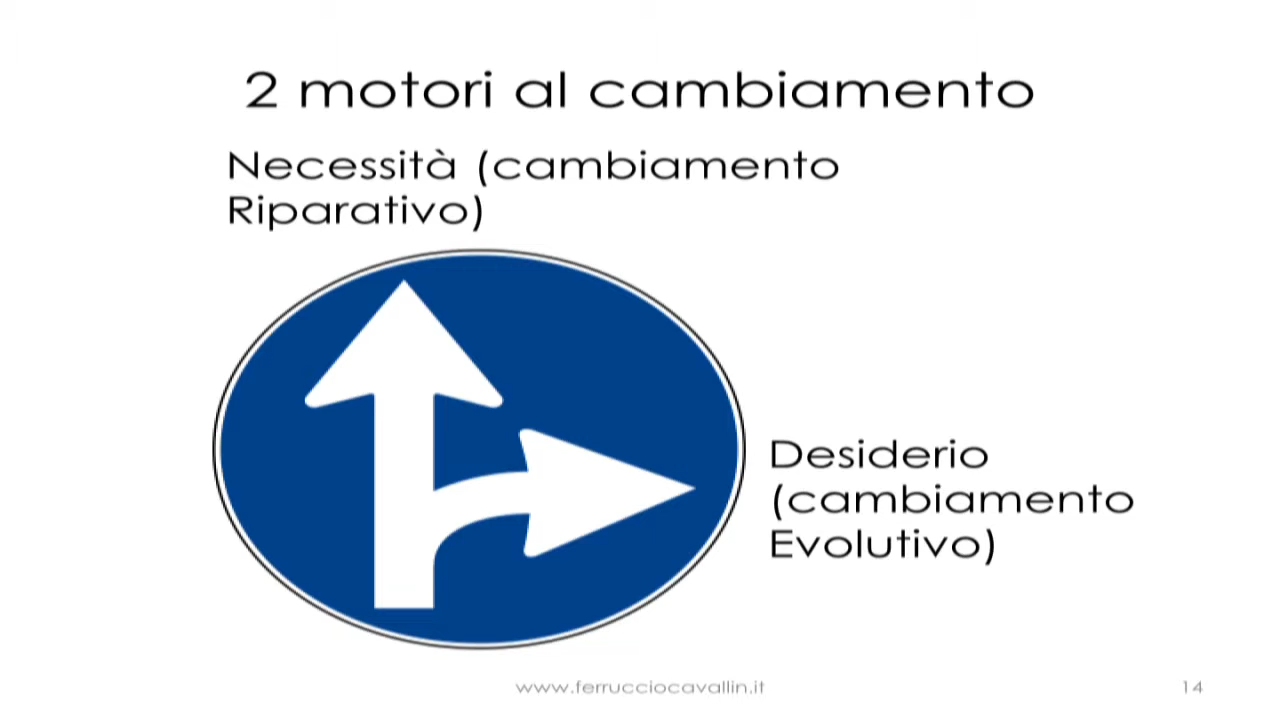 2 motori al cambiamento
Necessità (cambiamento
Riparativo)
Desiderio
(cambiamento
Evolutivo)
www.ferrucciocavallin.it
14